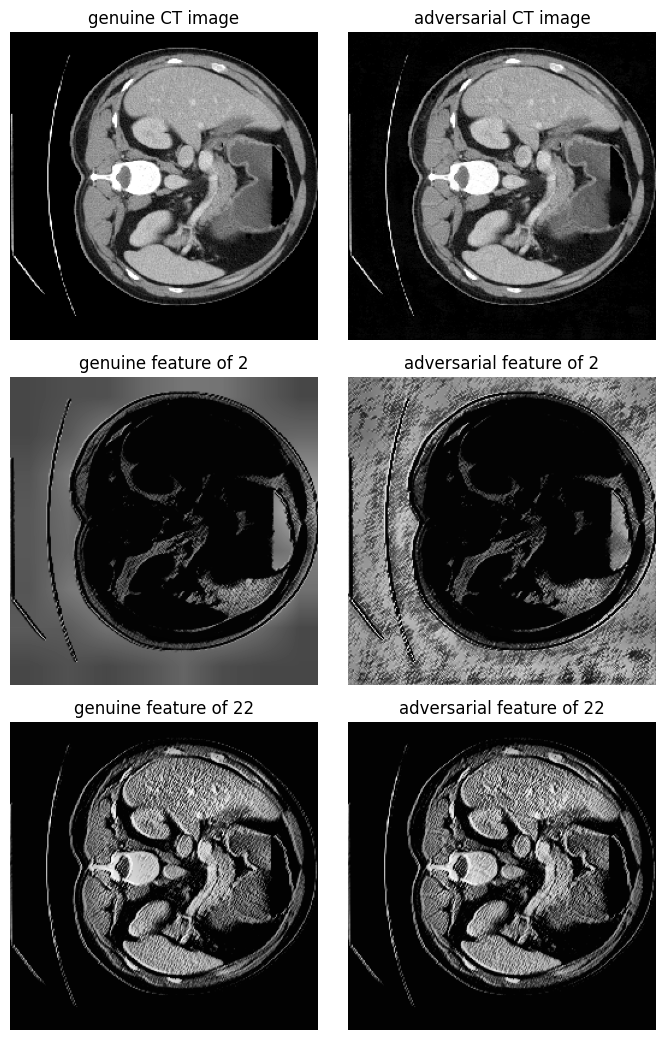 genuine CT image
adversarial CT image
genuine feature of 2
adversarial feature of 2
genuine feature of 22
adversarial feature of 22